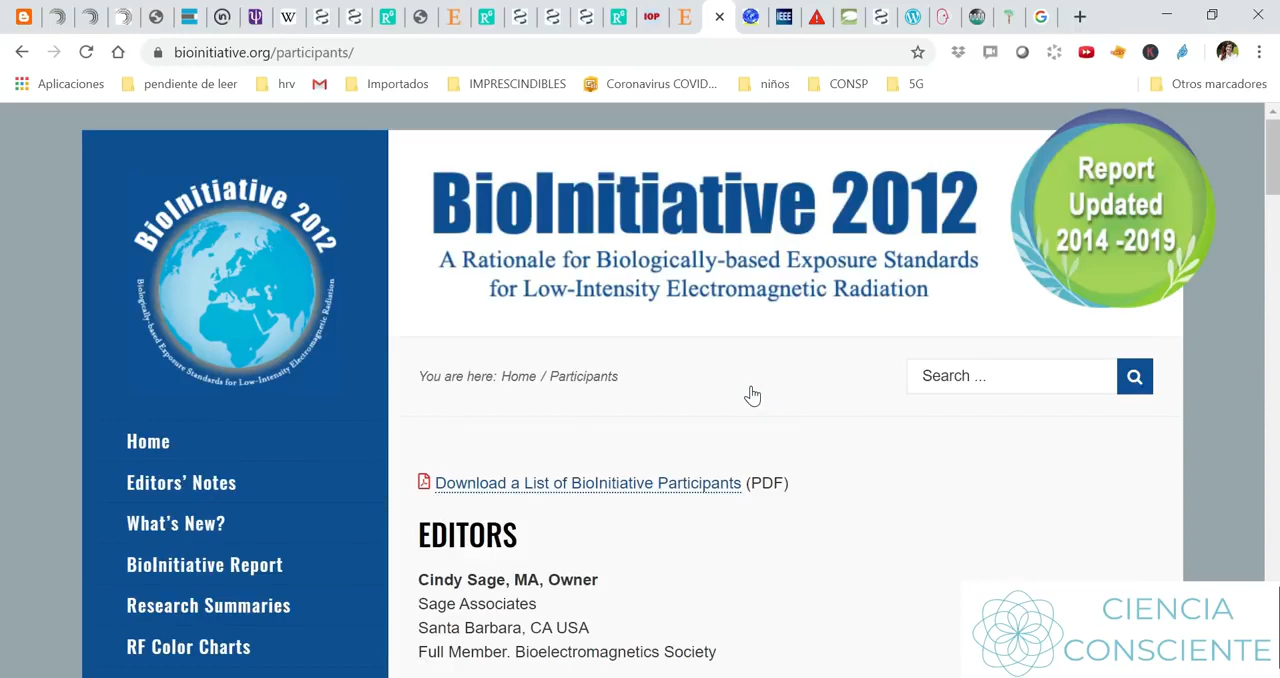 IOP
IEEE
bioinitiative.org/participants/
Aplicaciones
pendiente de leer
hrv
Importados
IMPRESCINDIBLES
Coronavirus COVID...
niños
CONSP
5G
Otros marcadores
BioInitiative 2012
Biologically-based Exposure Standards for Low-Intensity Electromagnetic Radiation
BioInitiative 2012
A Rationale for Biologically-based Exposure Standards
for Low-Intensity Electromagnetic Radiation
Report
Updated
2014 -2019
You are here: Home / Participants
Search ...
Home
Editors’ Notes
What’s New?
BioInitiative Report
Research Summaries
RF Color Charts
Download a List of BioInitiative Participants (PDF)
EDITORS
Cindy Sage, MA, Owner
Sage Associates
Santa Barbara, CA USA
Full Member. Bioelectromagnetics Society
CIENCIA
CONSCIENTE